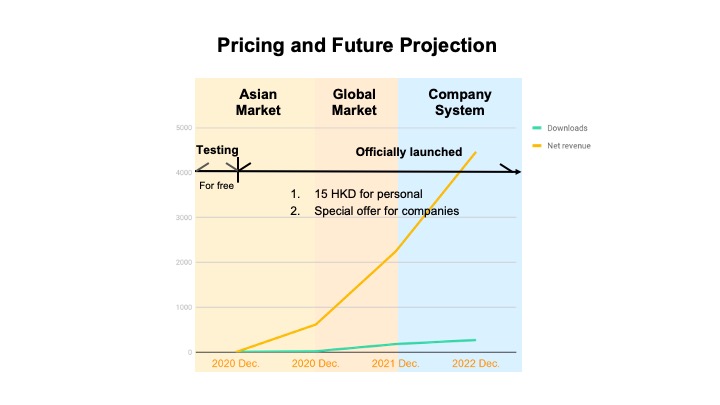 Pricing and Future Projection
Asian
Market
Global
Market
Company
System
Downloads
Net revenue
5000
4000
3000
2000
1000
0
Testing
Officially launched
For free
1. 15 HKD for personal
2. Special offer for companies
2020 Dec.
2020 Dec.
2021 Dec.
2022 Dec.